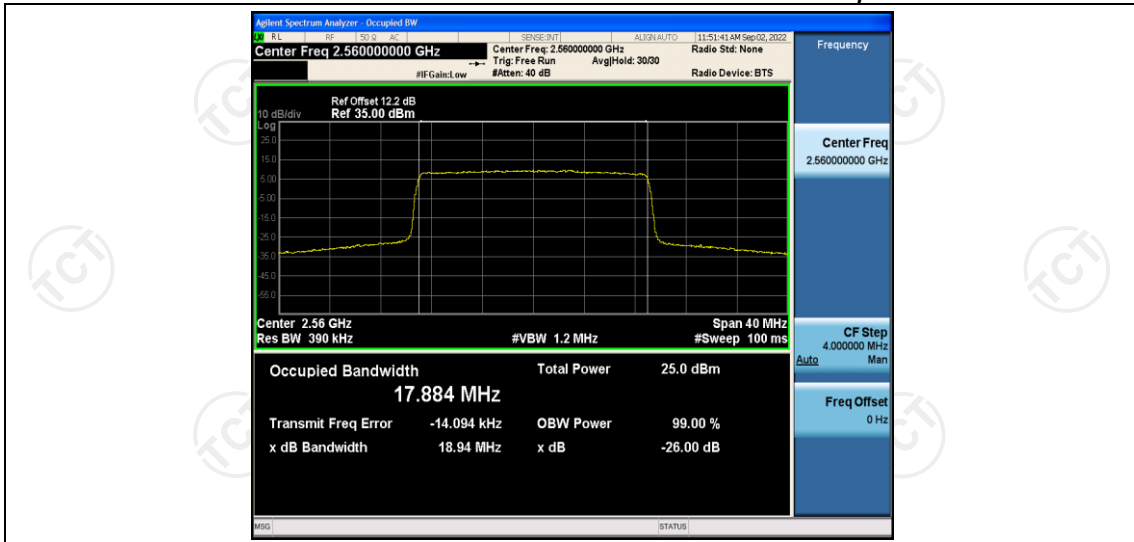 Agilent Spectrum Analyzer - Occupied BW
RL RF 50 Ω AC SENSE:INT ALIGN AUTO 11:51:41 AM Sep 02, 2022
Center Freq 2.560000000 GHz
Center Freq: 2.560000000 GHz Radio Std: None
Trig: Free Run Avg|Hold: 30/30
#IFGain:Low #Atten: 40 dB Radio Device: BTS
Frequency
Ref Offset 12.2 dB
10 dB/div Ref 35.00 dBm
Log
25.0
15.0
5.00
-5.00
-15.0
-25.0
-35.0
-45.0
-55.0
Center 2.56 GHz Span 40 MHz
Res BW 390 kHz #VBW 1.2 MHz #Sweep 100 ms
Occupied Bandwidth Total Power 25.0 dBm
17.884 MHz
Transmit Freq Error -14.094 kHz OBW Power 99.00 %
x dB Bandwidth 18.94 MHz x dB -26.00 dB
Center Freq
2.560000000 GHz
CF Step
4.000000 MHz
Auto Man
Freq Offset
0 Hz
MSG STATUS
TCT
TCT
TCT
TCT
TCT
TCT